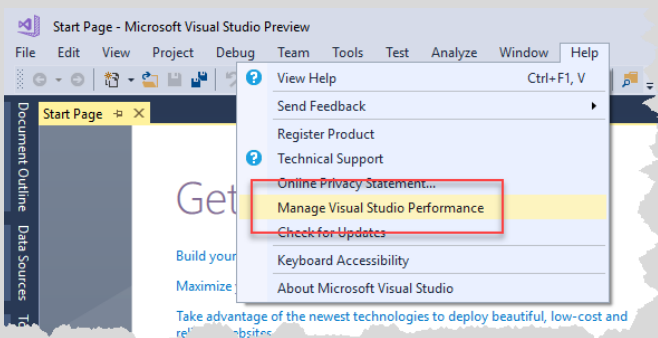 Start Page - Microsoft Visual Studio Preview
File Edit View Project Debug Team Tools Test Analyze Window Help
View Help Ctrl+F1, V
Send Feedback
Register Product
Technical Support
Online Privacy Statement...
Manage Visual Studio Performance
Check for Updates
Keyboard Accessibility
About Microsoft Visual Studio
Document Outline
Data Sources
Start Page
Get
Build your
Maximize
Take advantage of the newest technologies to deploy beautiful, low-cost and